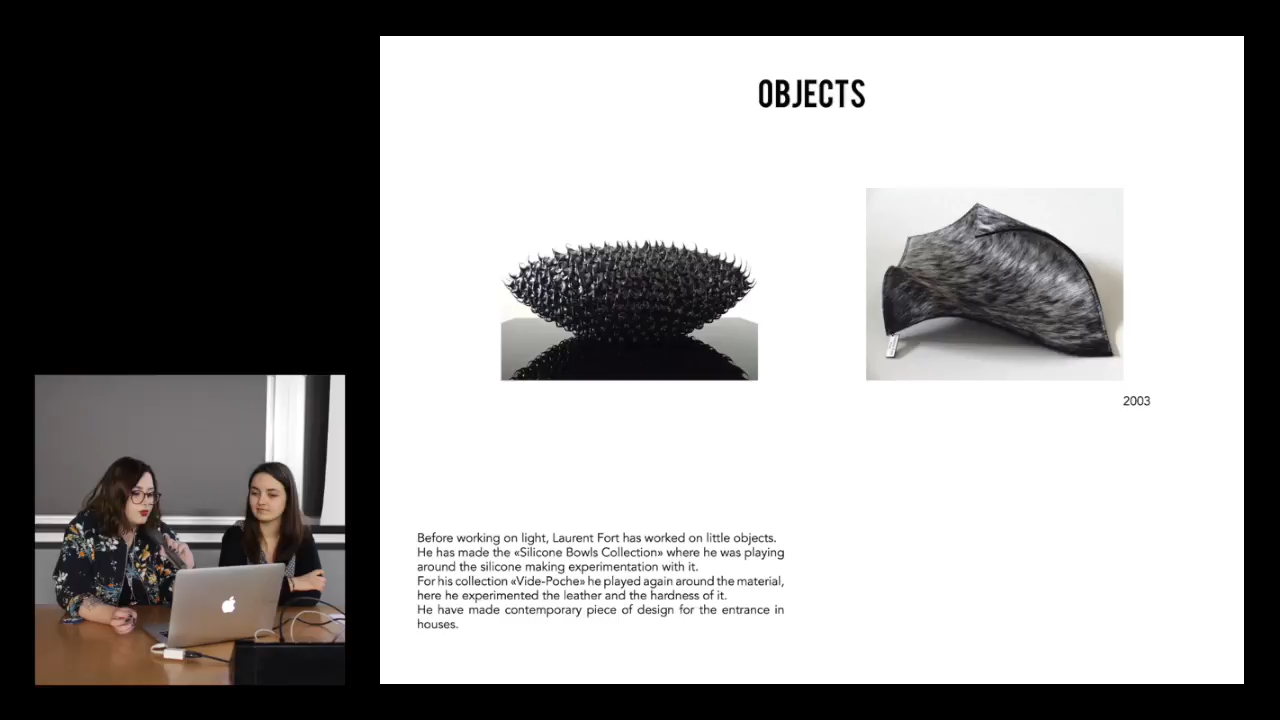 OBJECTS
2003
Before working on light, Laurent Fort has worked on little objects.
He has made the «Silicone Bowls Collection» where he was playing
around the silicone making experimentation with it.
For his collection «Vide-Poche» he played again around the material,
here he experimented the leather and the hardness of it.
He have made contemporary piece of design for the entrance in
houses.